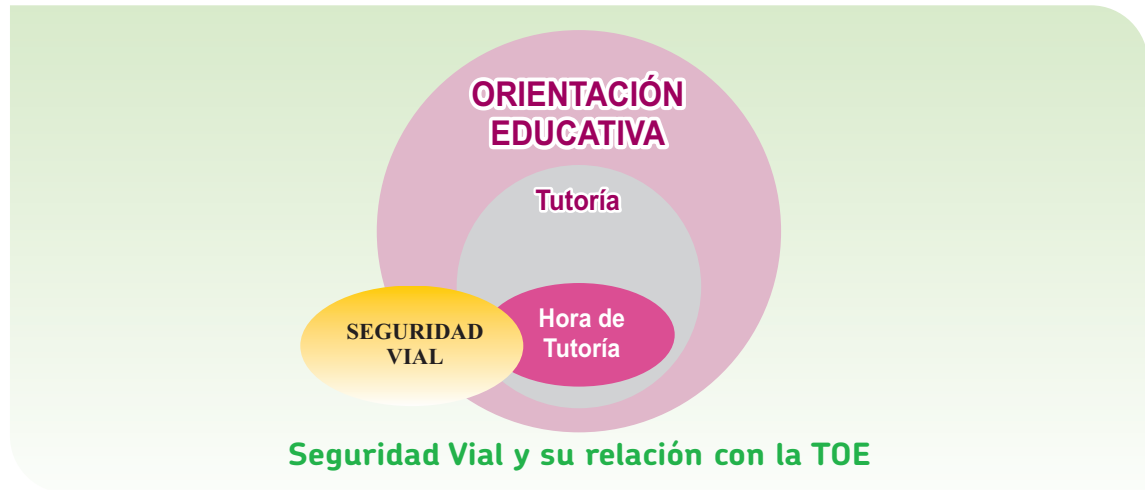 ORIENTACIÓN
EDUCATIVA
Tutoría
SEGURIDAD
VIAL
Hora de
Tutoría
Seguridad Vial y su relación con la TOE